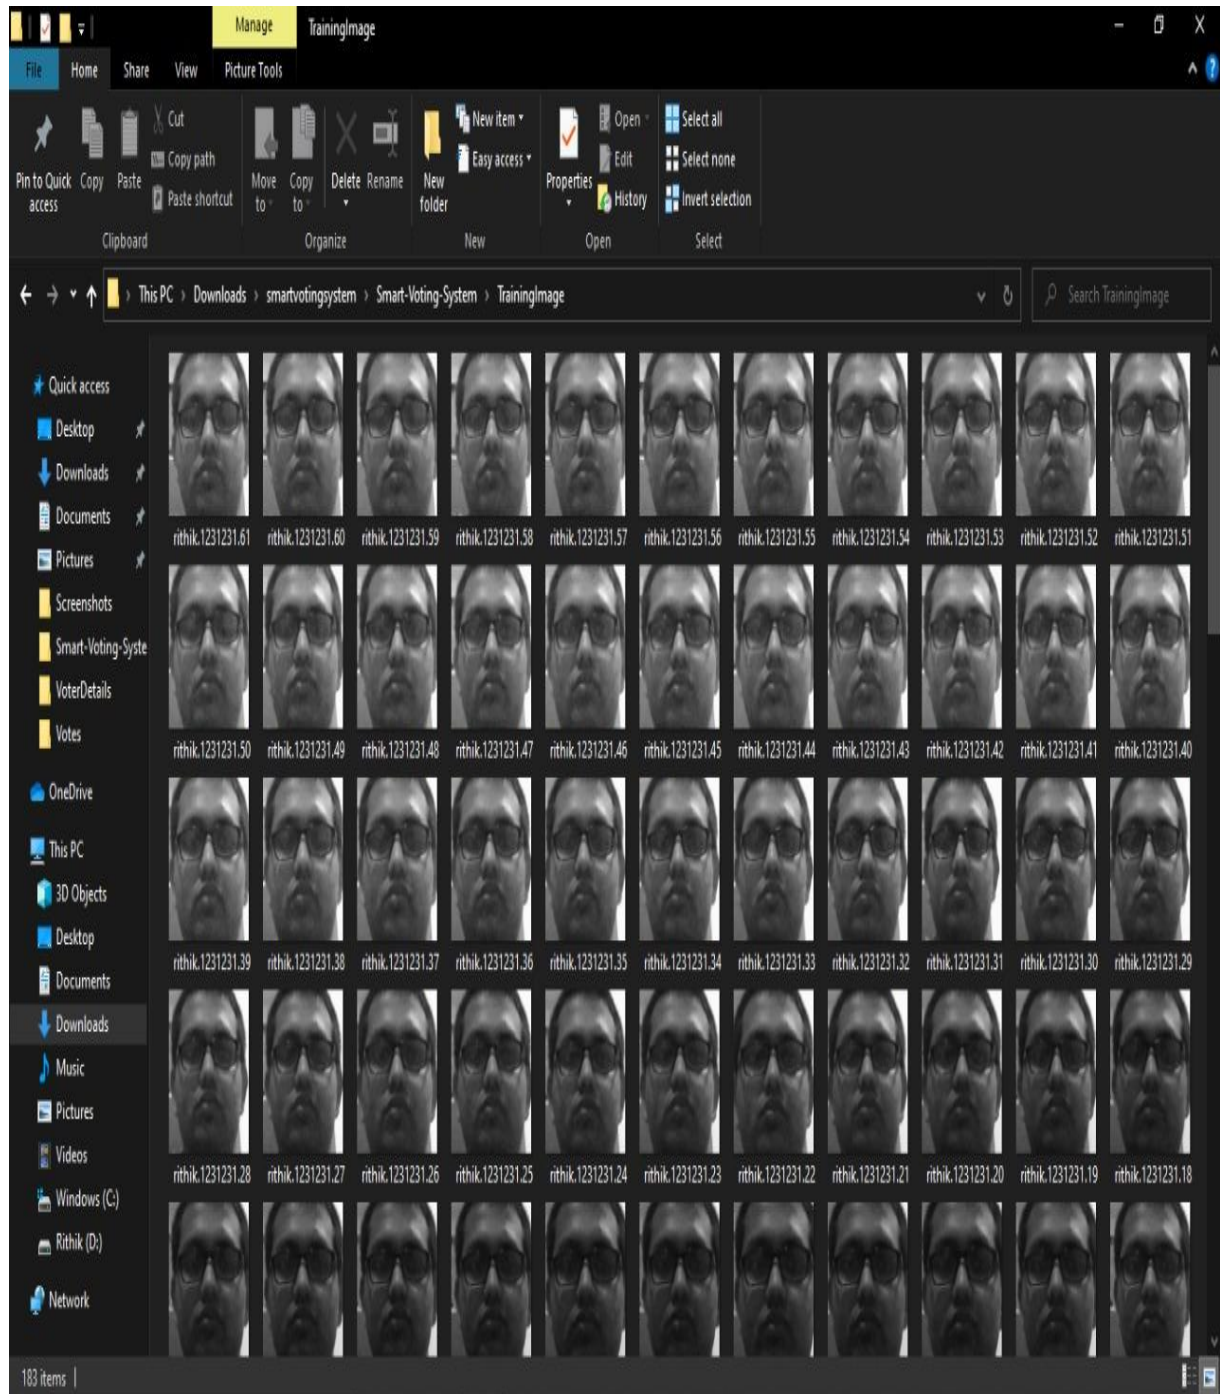 Manage TrainingImage
File Home Share View Picture Tools
Pin to Quick access
Copy
Paste
Cut
Copy path
Paste shortcut
Clipboard
Move to
Copy to
Delete
Rename
Organize
New folder
New item
Easy access
New
Properties
Open
Edit
History
Open
Select all
Select none
Invert selection
Select
This PC › Downloads › smartvotingsystem › Smart-Voting-System › TrainingImage
Search TrainingImage
Quick access
Desktop
Downloads
Documents
Pictures
Screenshots
Smart-Voting-Syste
VoterDetails
Votes
OneDrive
This PC
3D Objects
Desktop
Documents
Downloads
Music
Pictures
Videos
Windows (C:)
Rithik (D:)
Network
rithik.1231231.61 rithik.1231231.60 rithik.1231231.59 rithik.1231231.58 rithik.1231231.57 rithik.1231231.56 rithik.1231231.55 rithik.1231231.54 rithik.1231231.53 rithik.1231231.52 rithik.1231231.51
rithik.1231231.50 rithik.1231231.49 rithik.1231231.48 rithik.1231231.47 rithik.1231231.46 rithik.1231231.45 rithik.1231231.44 rithik.1231231.43 rithik.1231231.42 rithik.1231231.41 rithik.1231231.40
rithik.1231231.39 rithik.1231231.38 rithik.1231231.37 rithik.1231231.36 rithik.1231231.35 rithik.1231231.34 rithik.1231231.33 rithik.1231231.32 rithik.1231231.31 rithik.1231231.30 rithik.1231231.29
rithik.1231231.28 rithik.1231231.27 rithik.1231231.26 rithik.1231231.25 rithik.1231231.24 rithik.1231231.23 rithik.1231231.22 rithik.1231231.21 rithik.1231231.20 rithik.1231231.19 rithik.1231231.18
183 items